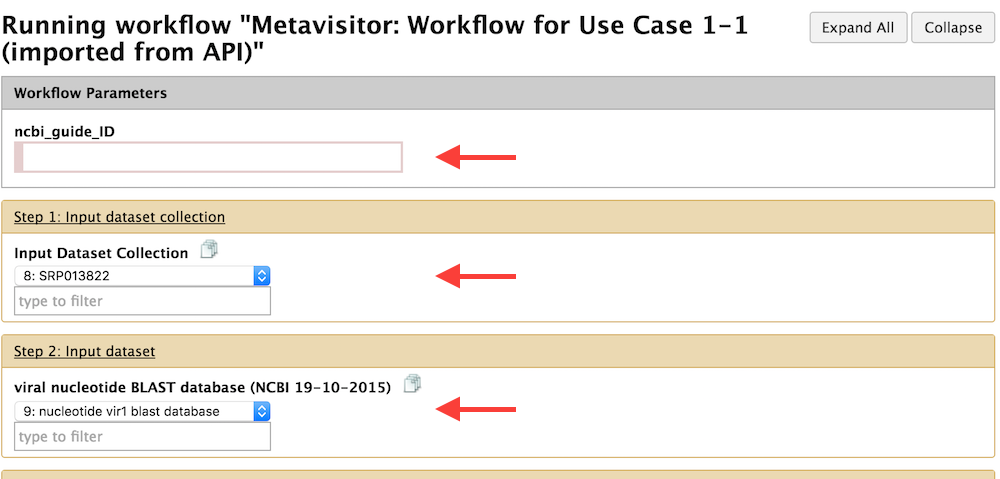 Running workflow "Metavisitor: Workflow for Use Case 1-1
(imported from API)"
Expand All
Collapse
Workflow Parameters
ncbi_guide_ID
Step 1: Input dataset collection
Input Dataset Collection
8: SRP013822
type to filter
Step 2: Input dataset
viral nucleotide BLAST database (NCBI 19-10-2015)
9: nucleotide vir1 blast database
type to filter